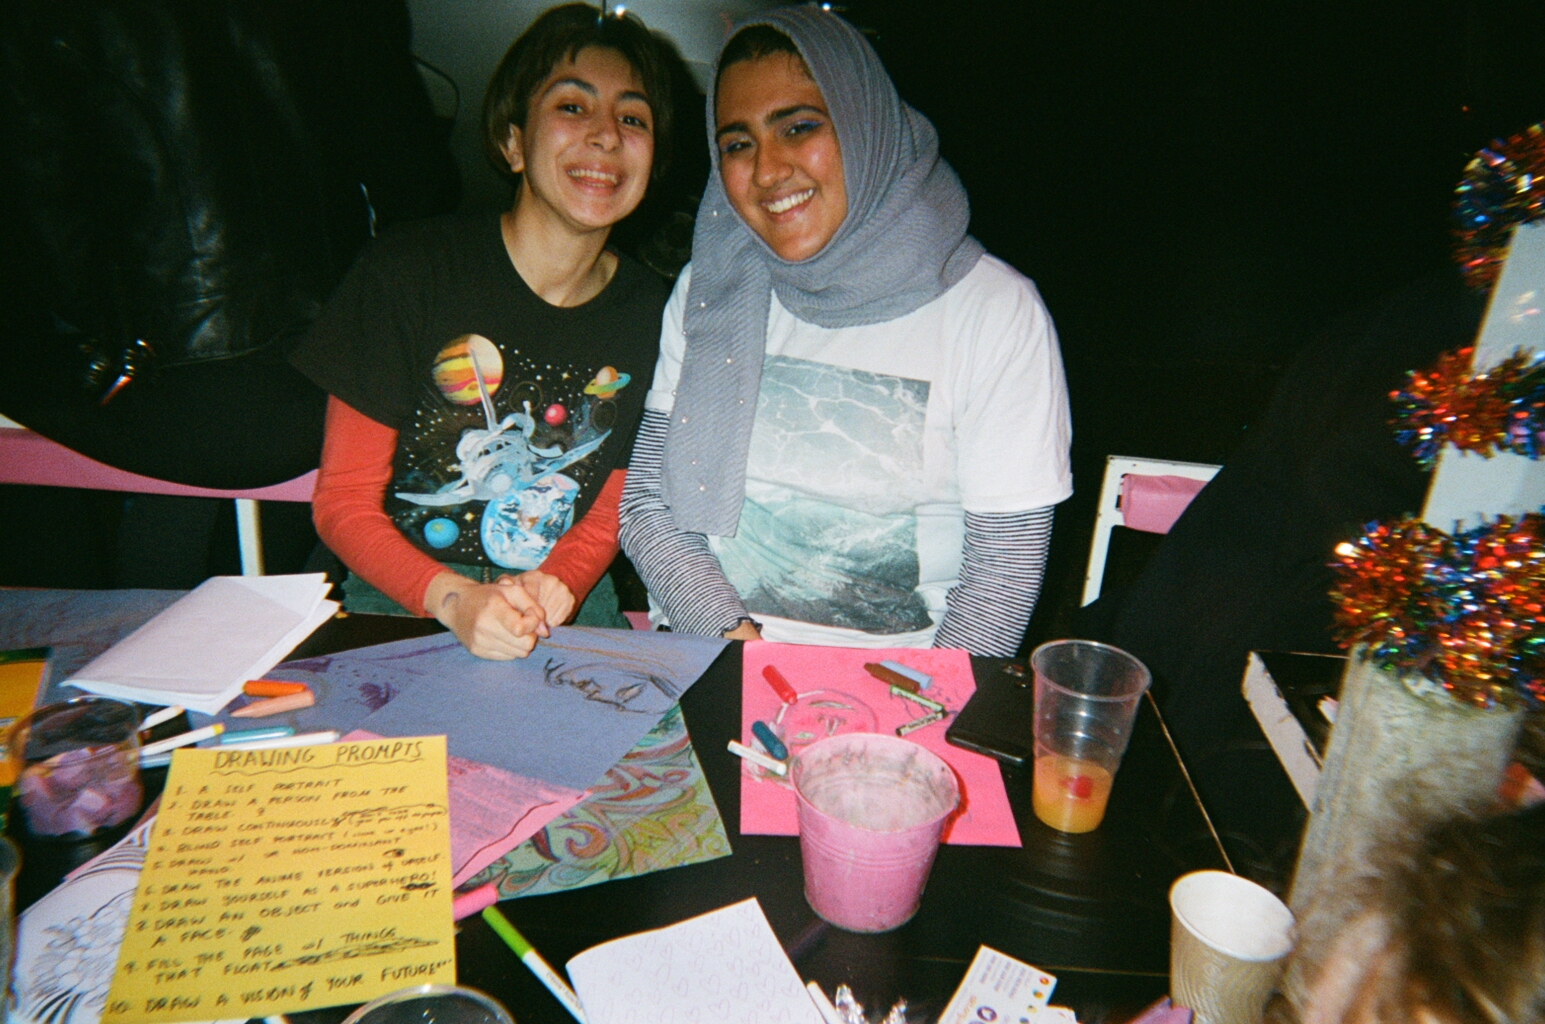 DRAWING PROMPTS
1. A SELF PORTRAIT
2. DRAW A PERSON FROM THE
TABLE
3. DRAW CONTINUOUSLY
4. BLIND SELF PORTRAIT
5. DRAW w/ UR NON-DOMINANT
HAND
6. DRAW THE ANIME VERSION of URSELF
7. DRAW YOURSELF AS A SUPERHERO!
8. DRAW AN OBJECT and GIVE IT
A FACE
9. FILL THE PAGE w/ THINGS
THAT FLOAT
10. DRAW A VISION of YOUR FUTURE...